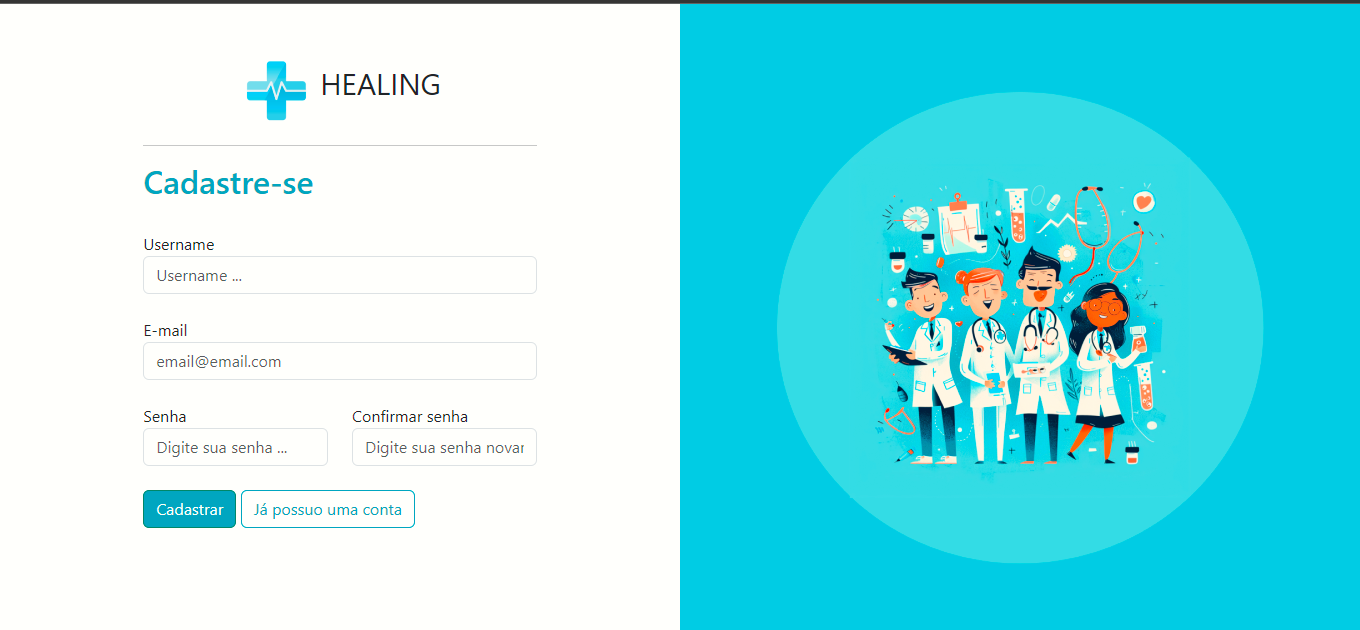 HEALING
Cadastre-se
Username
Username ...
E-mail
email@email.com
Senha Confirmar senha
Digite sua senha ... Digite sua senha novar
Cadastrar Já possuo uma conta